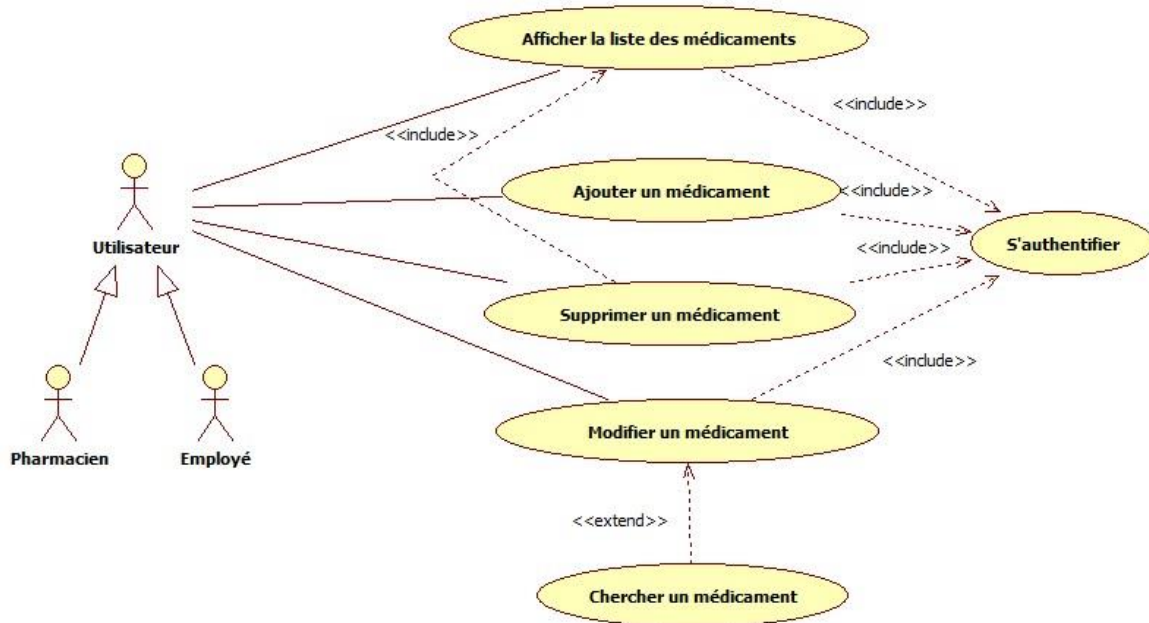 Afficher la liste des médicaments
<<include>>
<<include>>
Ajouter un médicament
<<include>>
Utilisateur
S'authentifier
<<include>>
Supprimer un médicament
<<include>>
Modifier un médicament
Pharmacien
Employé
<<extend>>
Chercher un médicament